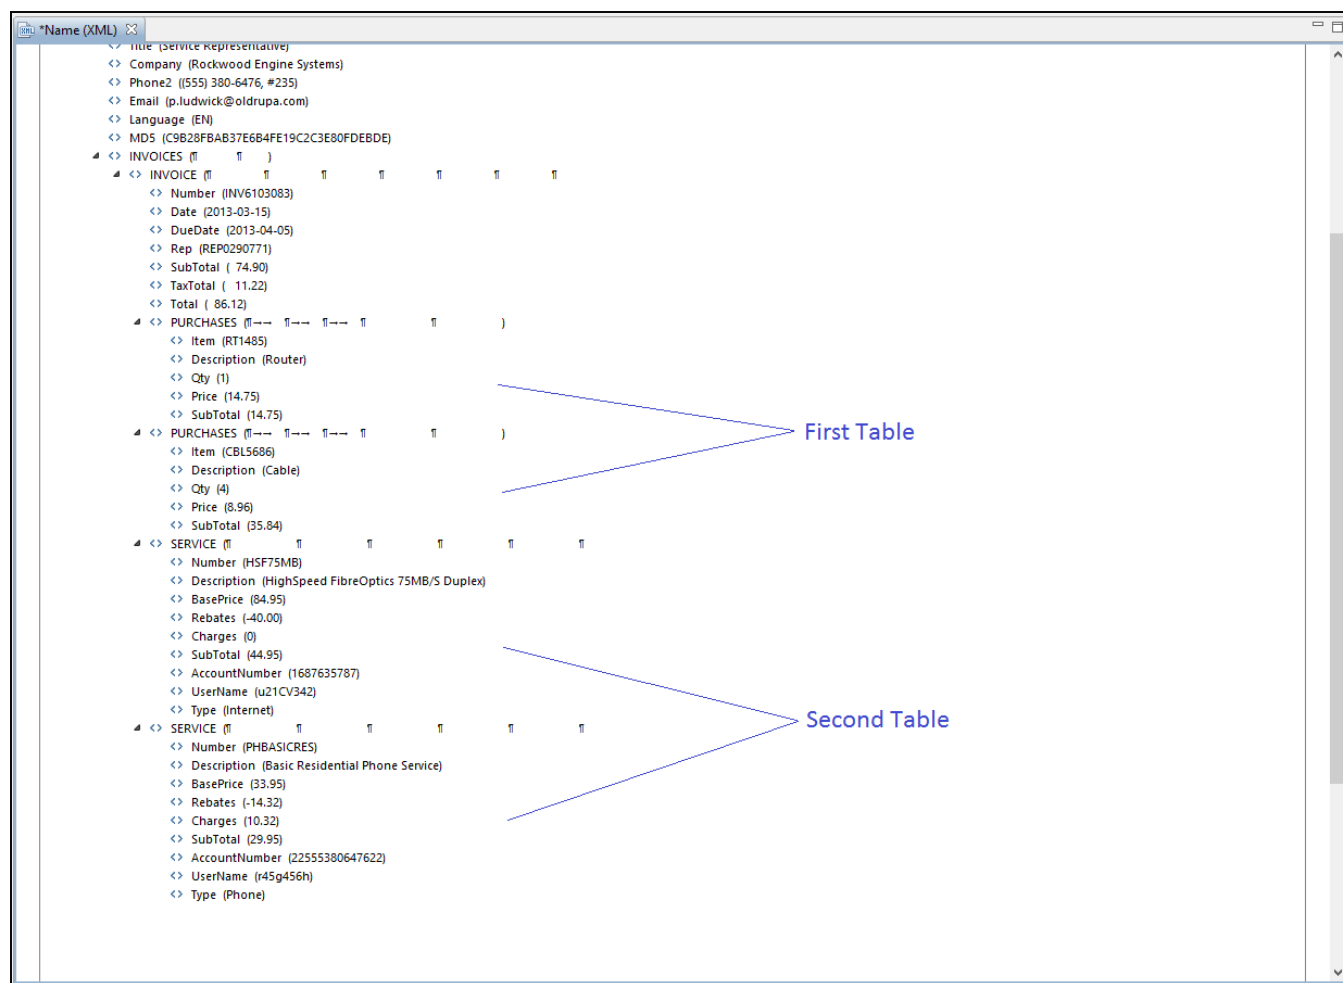 *Name (XML)
Title (Service Representative)
Company (Rockwood Engine Systems)
Phone2 ((555) 380-6476, #235)
Email (p.ludwick@oldrupa.com)
Language (EN)
MD5 (C9B28FBAB37E6B4FE19C2C3E80FDEBDE)
INVOICES (¶ ¶ )
INVOICE (¶ ¶ ¶ ¶ ¶ ¶ ¶
Number (INV6103083)
Date (2013-03-15)
DueDate (2013-04-05)
Rep (REP0290771)
SubTotal ( 74.90)
TaxTotal ( 11.22)
Total ( 86.12)
PURCHASES (¶→→ ¶→→ ¶→→ ¶ ¶ )
Item (RT1485)
Description (Router)
Qty (1)
Price (14.75)
SubTotal (14.75)
First Table
PURCHASES (¶→→ ¶→→ ¶→→ ¶ ¶ )
Item (CBL5686)
Description (Cable)
Qty (4)
Price (8.96)
SubTotal (35.84)
SERVICE (¶ ¶ ¶ ¶ ¶ ¶
Number (HSF75MB)
Description (HighSpeed FibreOptics 75MB/S Duplex)
BasePrice (84.95)
Rebates (-40.00)
Charges (0)
SubTotal (44.95)
AccountNumber (1687635787)
UserName (u21CV342)
Type (Internet)
Second Table
SERVICE (¶ ¶ ¶ ¶ ¶ ¶
Number (PHBASICRES)
Description (Basic Residential Phone Service)
BasePrice (33.95)
Rebates (-14.32)
Charges (10.32)
SubTotal (29.95)
AccountNumber (22555380647622)
UserName (r45g456h)
Type (Phone)